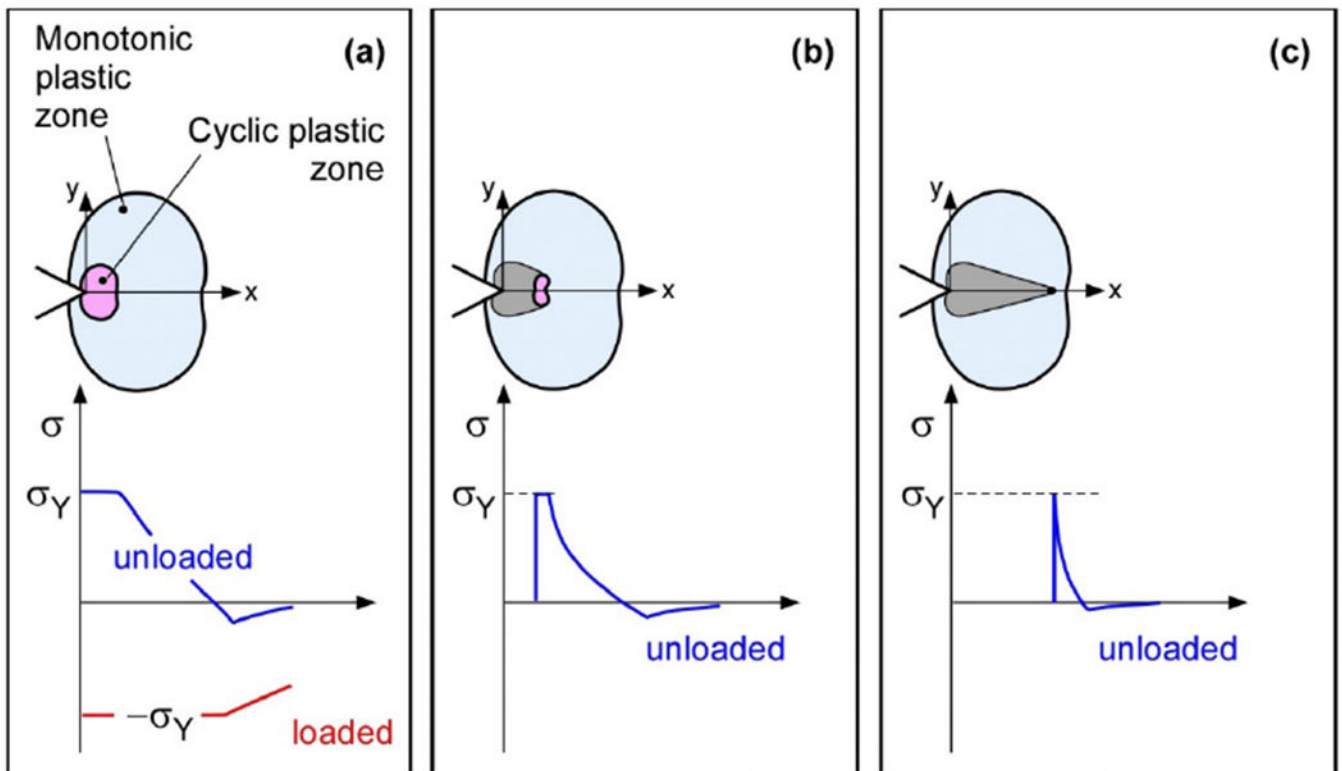 Monotonic
plastic
zone
(a)
Cyclic plastic
zone
y
x
σ
σY
unloaded
−σY
loaded
(b)
y
x
σ
σY
unloaded
(c)
y
x
σ
σY
unloaded